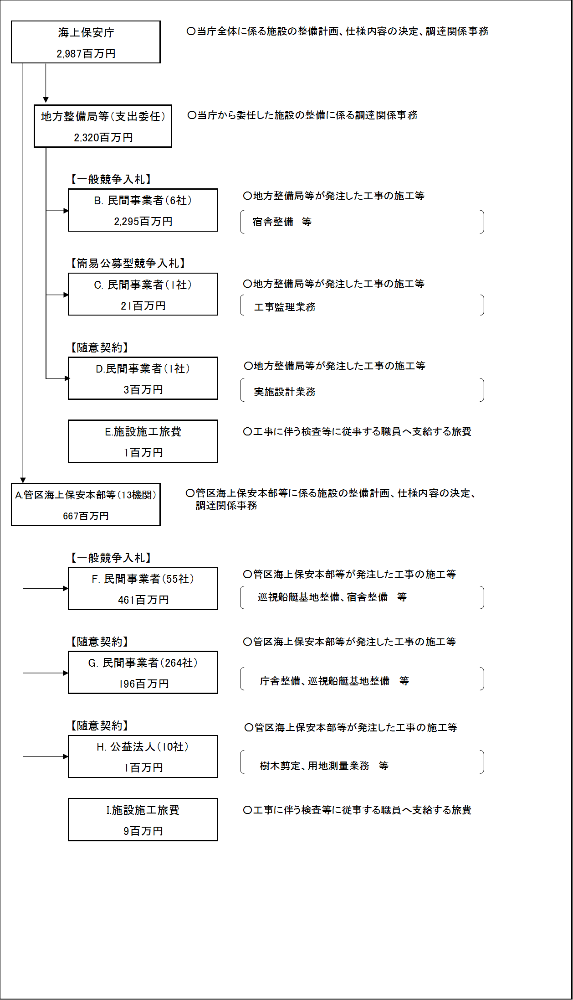 海上保安庁
2,987百万円
〇当庁全体に係る施設の整備計画、仕様内容の決定、調達関係事務
地方整備局等（支出委任）
2,320百万円
〇当庁から委任した施設の整備に係る調達関係事務
【一般競争入札】
B. 民間事業者（6社）
2,295百万円
〇地方整備局等が発注した工事の施工等
宿舎整備　等
【簡易公募型競争入札】
C. 民間事業者（1社）
21百万円
〇地方整備局等が発注した工事の施工等
工事監理業務
【随意契約】
D.民間事業者（1社）
3百万円
〇地方整備局等が発注した工事の施工等
実施設計業務
E.施設施工旅費
1百万円
〇工事に伴う検査等に従事する職員へ支給する旅費
A.管区海上保安本部等（13機関）
667百万円
〇管区海上保安本部等に係る施設の整備計画、仕様内容の決定、
調達関係事務
【一般競争入札】
F. 民間事業者（55社）
461百万円
〇管区海上保安本部等が発注した工事の施工等
巡視船艇基地整備、宿舎整備　等
【随意契約】
G. 民間事業者（264社）
196百万円
〇管区海上保安本部等が発注した工事の施工等
庁舎整備、巡視船艇基地整備　等
【随意契約】
H. 公益法人（10社）
1百万円
〇管区海上保安本部等が発注した工事の施工等
樹木剪定、用地測量業務　等
I.施設施工旅費
9百万円
〇工事に伴う検査等に従事する職員へ支給する旅費